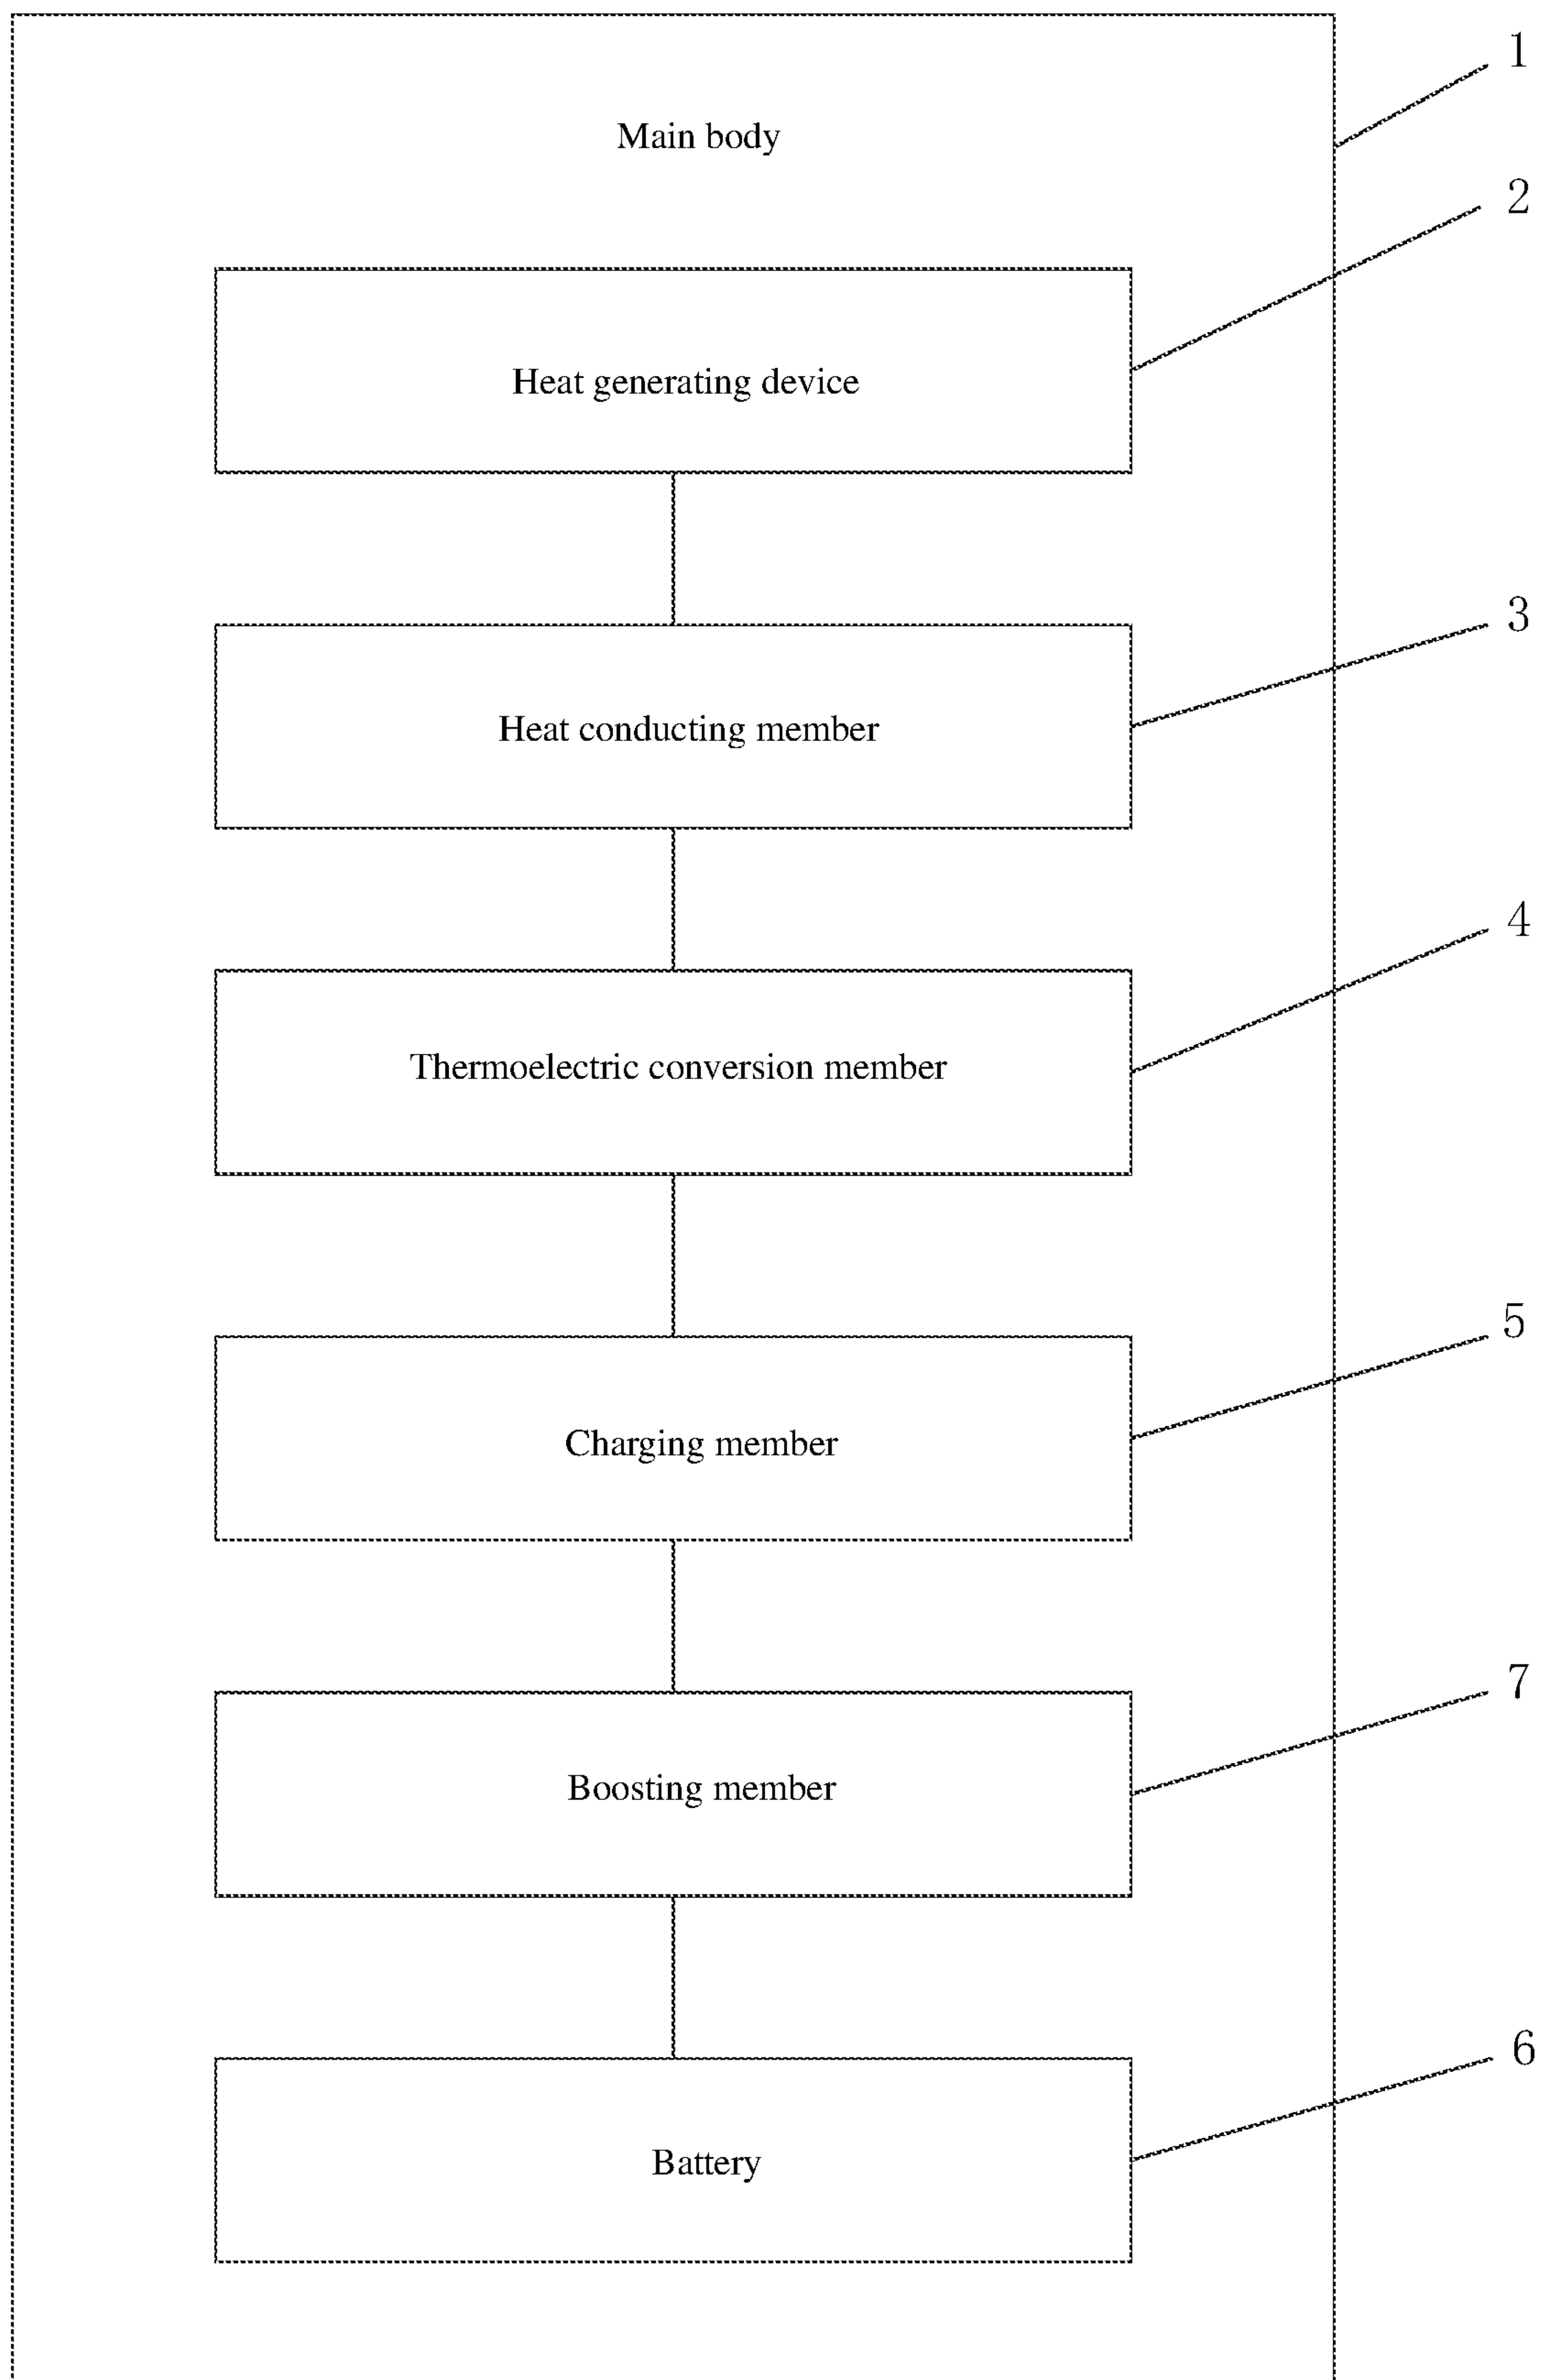 1
Main body
2
Heat generating device
3
Heat conducting member
4
Thermoelectric conversion member
5
Charging member
7
Boosting member
6
Battery